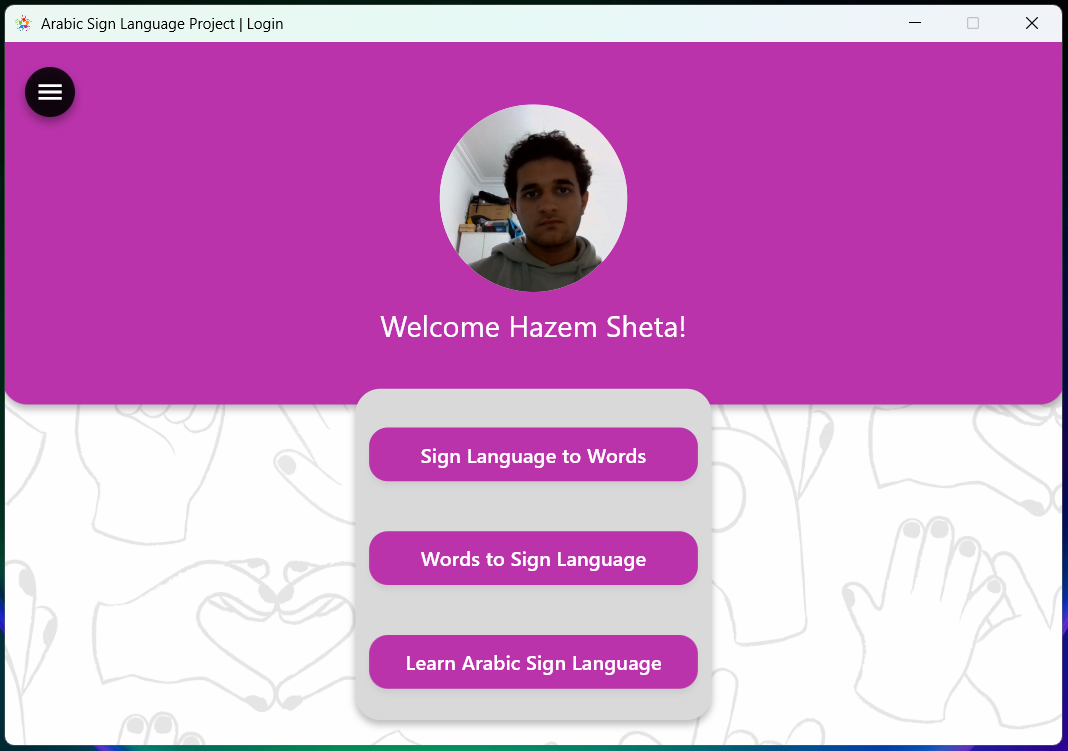 Arabic Sign Language Project | Login
Welcome Hazem Sheta!
Sign Language to Words
Words to Sign Language
Learn Arabic Sign Language